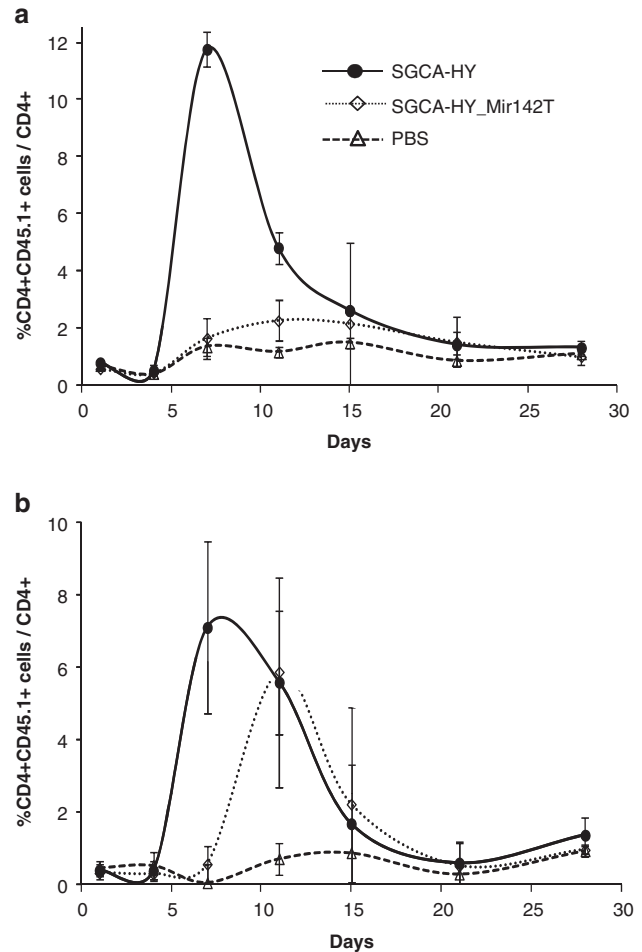 a
%CD4+CD45.1+ cells / CD4+
12
10
8
6
4
2
0
0 5 10 15 20 25 30
Days
SGCA-HY
SGCA-HY_Mir142T
PBS
b
%CD4+CD45.1+ cells / CD4+
10
8
6
4
2
0
0 5 10 15 20 25 30
Days